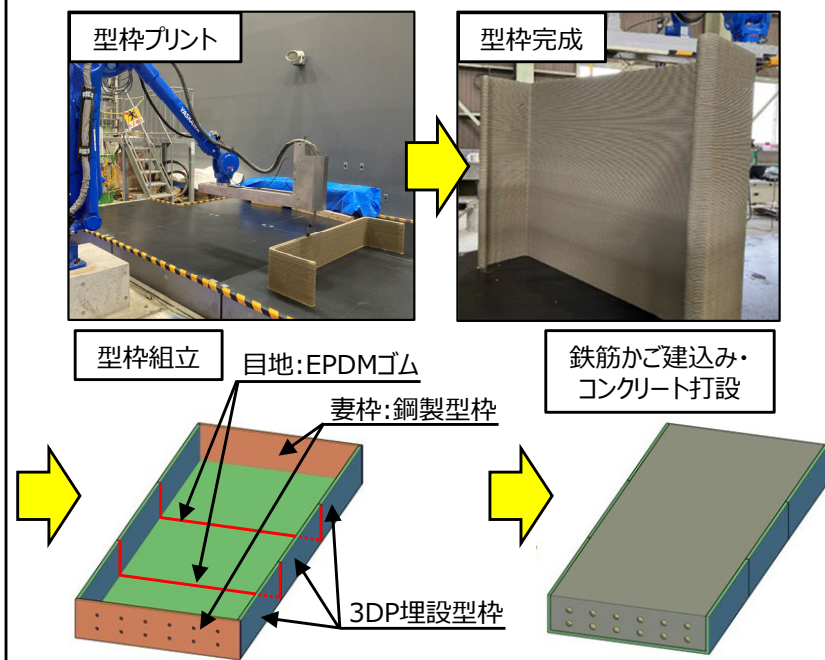 型枠プリント
型枠完成
YASKAWA
型枠組立
目地:EPDMゴム
妻枠:鋼製型枠
3DP埋設型枠
鉄筋かご建込み・
コンクリート打設